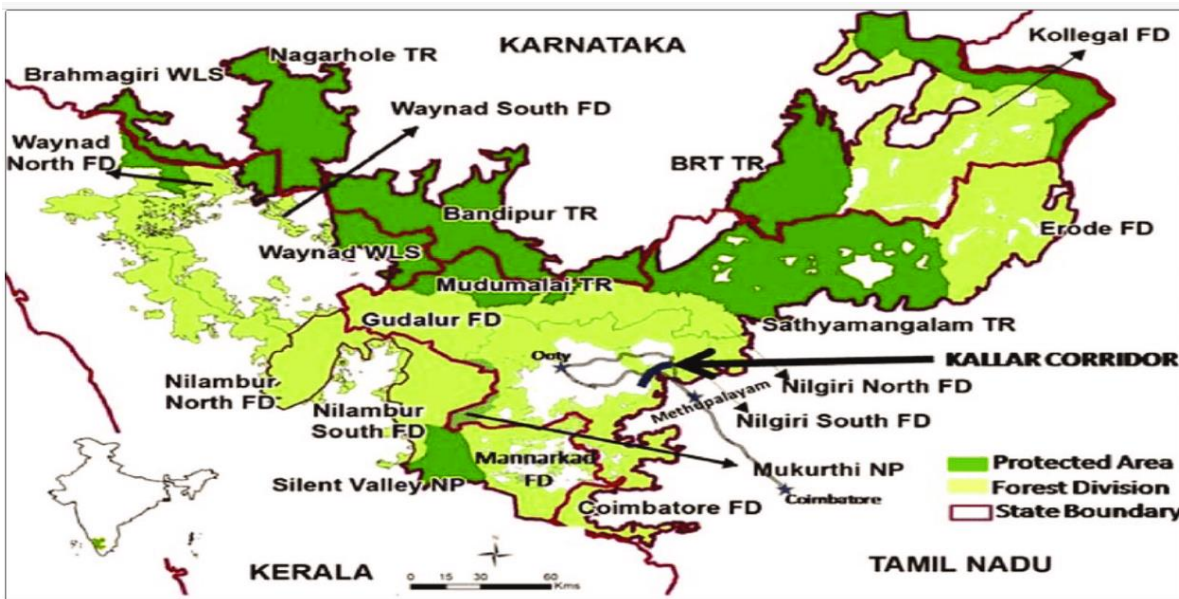 KARNATAKA
Kollegal FD
Nagarhole TR
Brahmagiri WLS
Waynad South FD
Waynad
North FD
BRT TR
Bandipur TR
Erode FD
Waynad WLS
Mudumalai TR
Gudalur FD
Sathyamangalam TR
Ooty
KALLAR CORRIDOR
Nilambur
North FD
Nilgiri North FD
Methupalayam
Nilgiri South FD
Nilambur
South FD
Mannarkad
FD
Mukurthi NP
Silent Valley NP
Coimbatore
Coimbatore FD
Protected Area
Forest Division
State Boundary
KERALA
0 15 30 60
Kms
TAMIL NADU